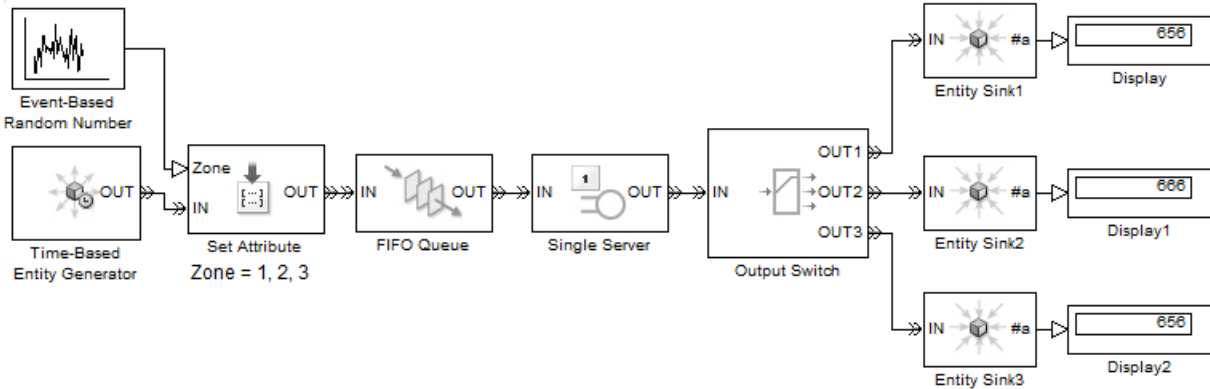 Event-Based
Random Number
OUT
Time-Based
Entity Generator
Zone
IN
OUT
[...]
Set Attribute
Zone = 1, 2, 3
IN
OUT
FIFO Queue
IN
1
OUT
Single Server
IN
OUT1
OUT2
OUT3
Output Switch
IN
#a
Entity Sink1
656
Display
IN
#a
Entity Sink2
666
Display1
IN
#a
Entity Sink3
656
Display2